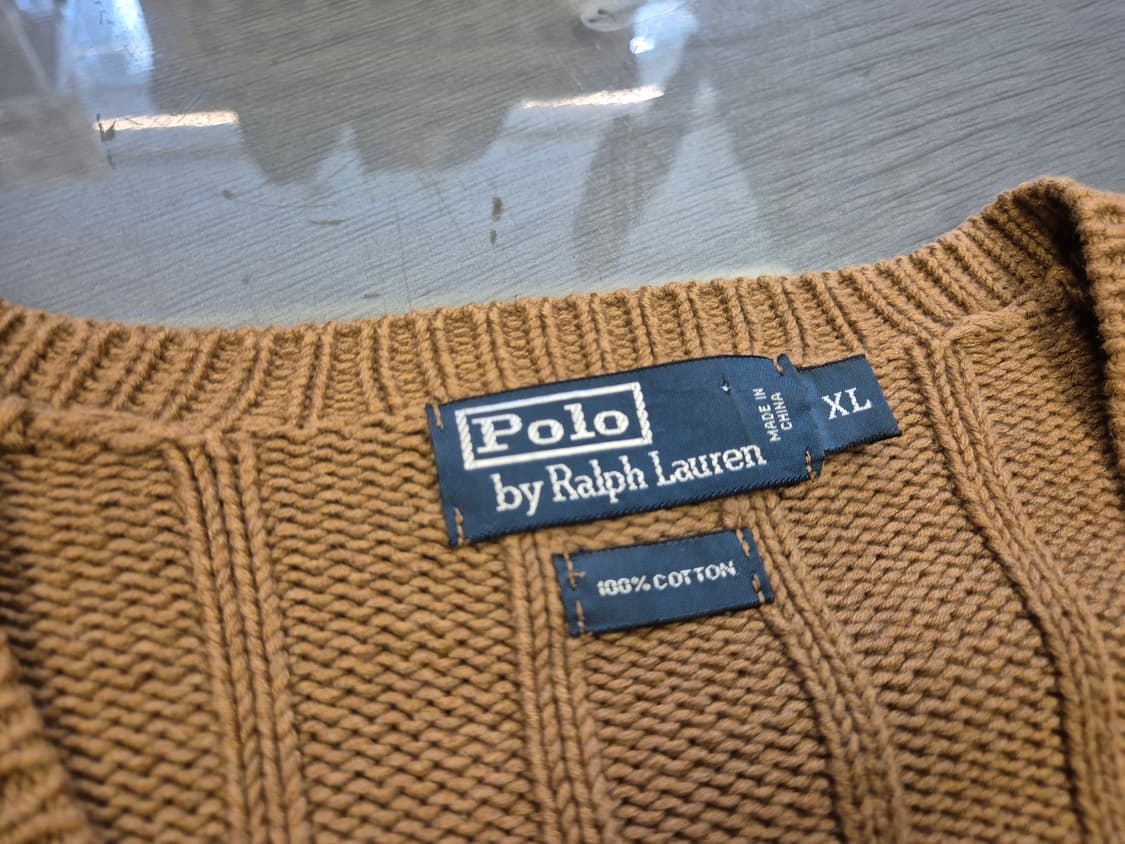 Polo
by Ralph Lauren
MADE IN
CHINA
XL
100% COTTON